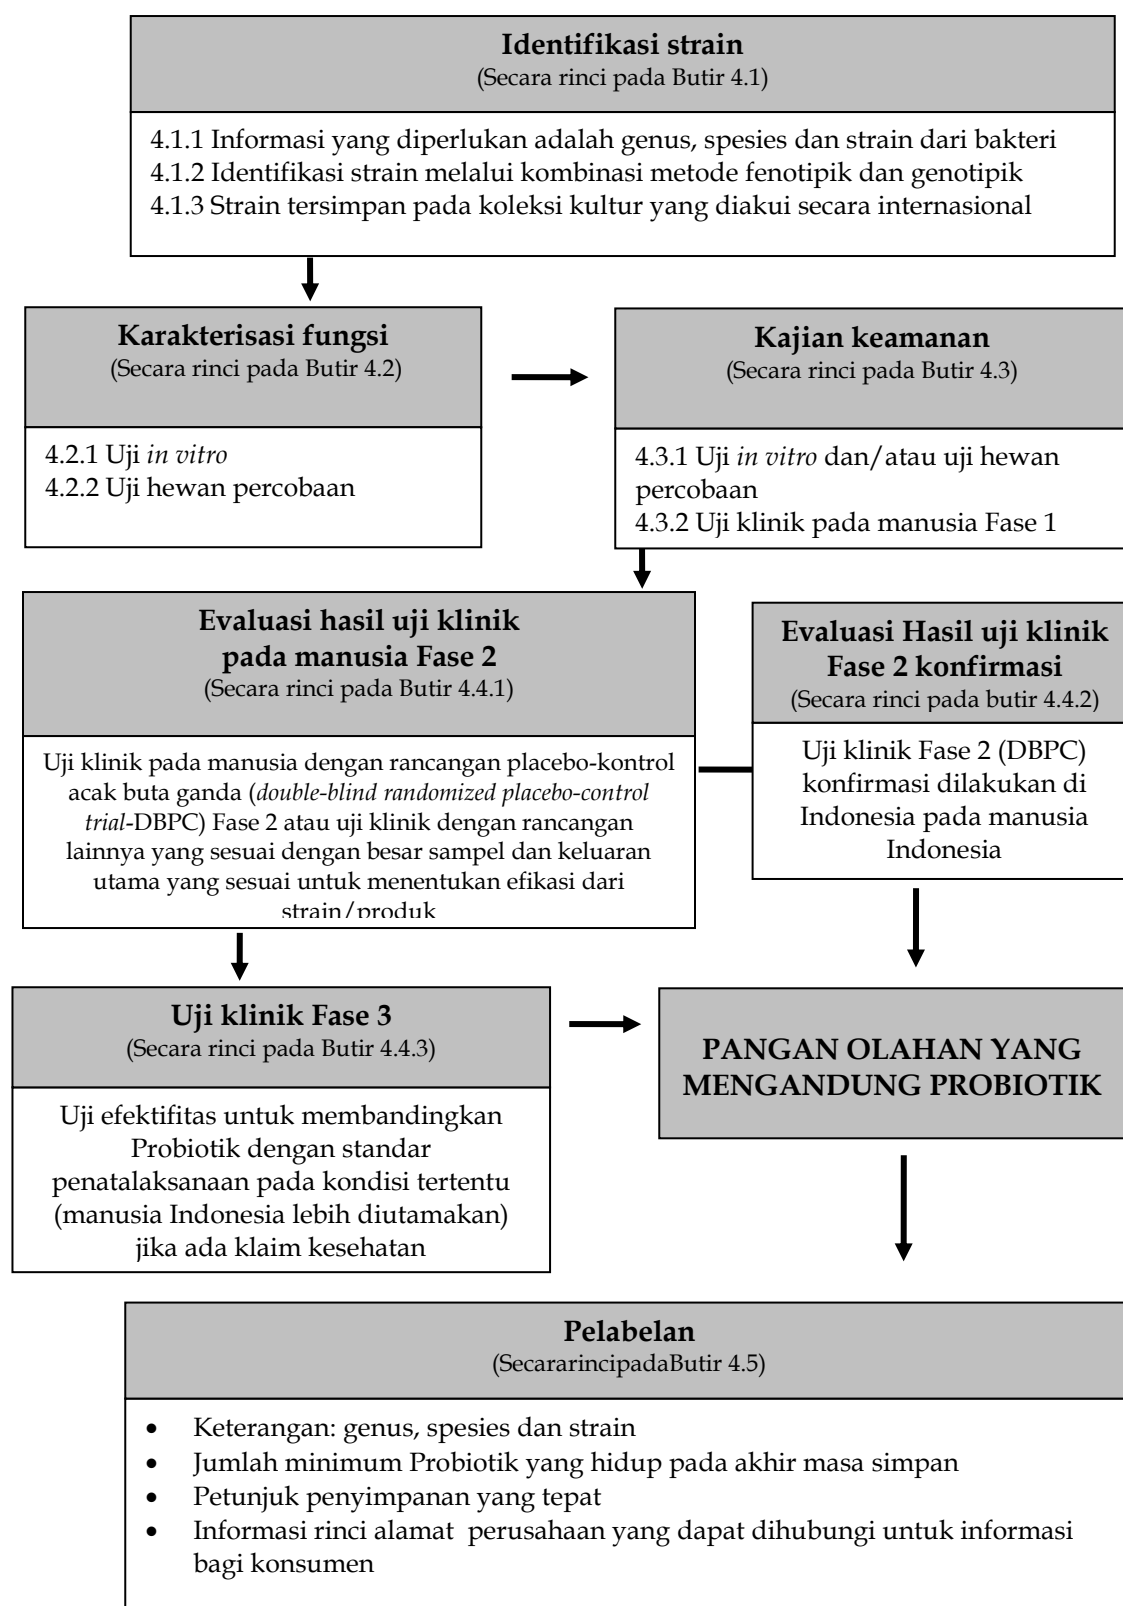 Identifikasi strain
(Secara rinci pada Butir 4.1)
4.1.1 Informasi yang diperlukan adalah genus, spesies dan strain dari bakteri
4.1.2 Identifikasi strain melalui kombinasi metode fenotipik dan genotipik
4.1.3 Strain tersimpan pada koleksi kultur yang diakui secara internasional
Karakterisasi fungsi
(Secara rinci pada Butir 4.2)
4.2.1 Uji in vitro
4.2.2 Uji hewan percobaan
Kajian keamanan
(Secara rinci pada Butir 4.3)
4.3.1 Uji in vitro dan/atau uji hewan
percobaan
4.3.2 Uji klinik pada manusia Fase 1
Evaluasi hasil uji klinik
pada manusia Fase 2
(Secara rinci pada Butir 4.4.1)
Uji klinik pada manusia dengan rancangan placebo-kontrol
acak buta ganda (double-blind randomized placebo-control
trial-DBPC) Fase 2 atau uji klinik dengan rancangan
lainnya yang sesuai dengan besar sampel dan keluaran
utama yang sesuai untuk menentukan efikasi dari
strain/produk
Evaluasi Hasil uji klinik
Fase 2 konfirmasi
(Secara rinci pada butir 4.4.2)
Uji klinik Fase 2 (DBPC)
konfirmasi dilakukan di
Indonesia pada manusia
Indonesia
Uji klinik Fase 3
(Secara rinci pada Butir 4.4.3)
Uji efektifitas untuk membandingkan
Probiotik dengan standar
penatalaksanaan pada kondisi tertentu
(manusia Indonesia lebih diutamakan)
jika ada klaim kesehatan
PANGAN OLAHAN YANG
MENGANDUNG PROBIOTIK
Pelabelan
(SecararincipadaButir 4.5)
• Keterangan: genus, spesies dan strain
• Jumlah minimum Probiotik yang hidup pada akhir masa simpan
• Petunjuk penyimpanan yang tepat
• Informasi rinci alamat perusahaan yang dapat dihubungi untuk informasi
bagi konsumen